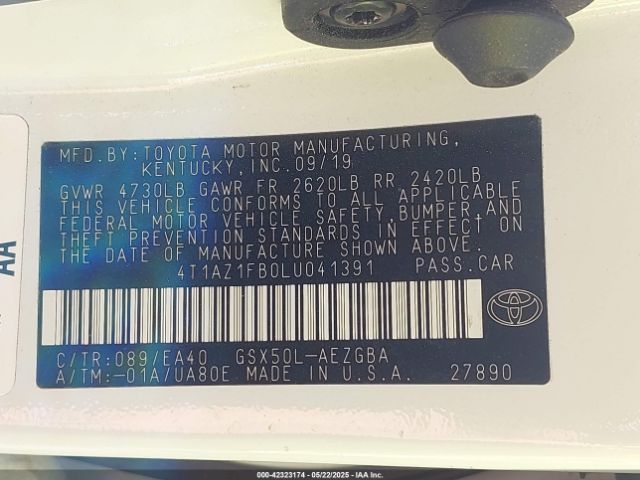 AA
MFD. BY: TOYOTA MOTOR MANUFACTURING,
KENTUCKY, INC. 09/19
GVWR 4730LB GAWR FR 2620LB RR 2420LB
THIS VEHICLE CONFORMS TO ALL APPLICABLE
FEDERAL MOTOR VEHICLE SAFETY, BUMPER, AND
THEFT PREVENTION STANDARDS IN EFFECT ON
THE DATE OF MANUFACTURE SHOWN ABOVE.
4T1AZ1FB0LU041391 PASS. CAR
C/TR: 089/EA40 GSX50L-AEZGBA
A/TM: -01A/UA80E MADE IN U.S.A. 27890
000-42323174 - 05/22/2025 - IAA Inc.